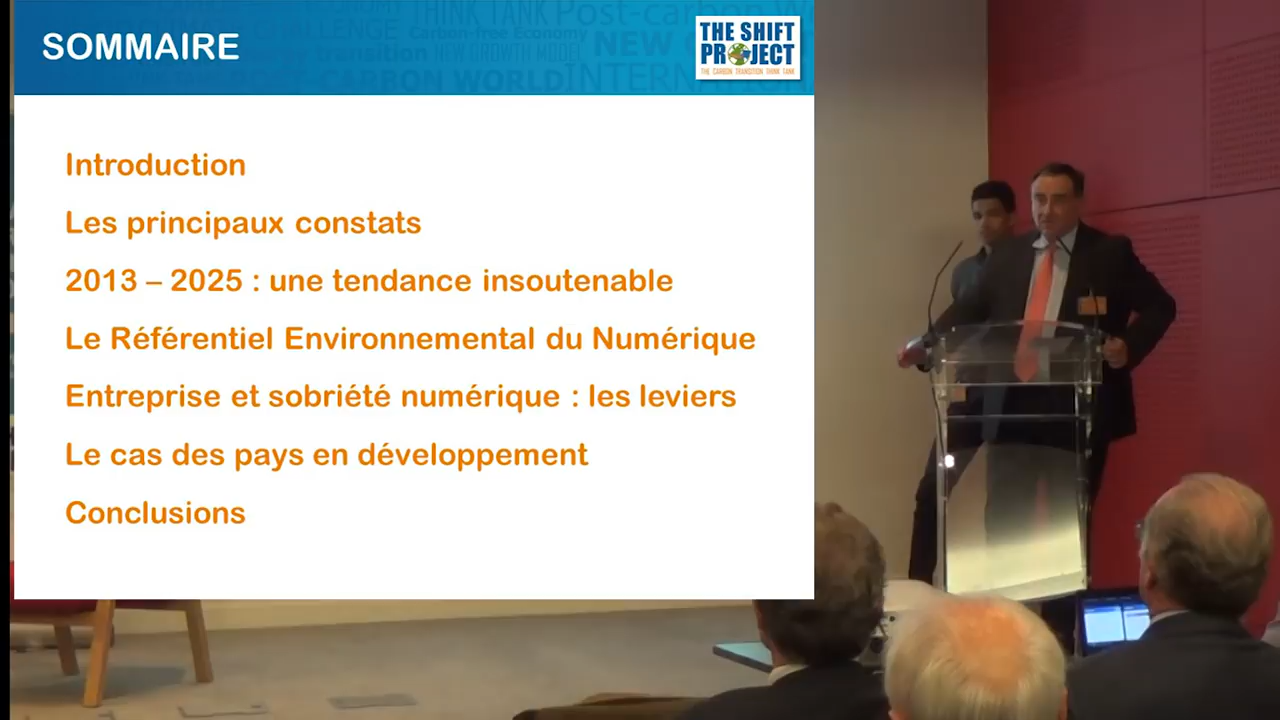 SOMMAIRE
THE SHIFT
PROJECT
THE CARBON TRANSITION THINK TANK
Introduction
Les principaux constats
2013 – 2025 : une tendance insoutenable
Le Référentiel Environnemental du Numérique
Entreprise et sobriété numérique : les leviers
Le cas des pays en développement
Conclusions